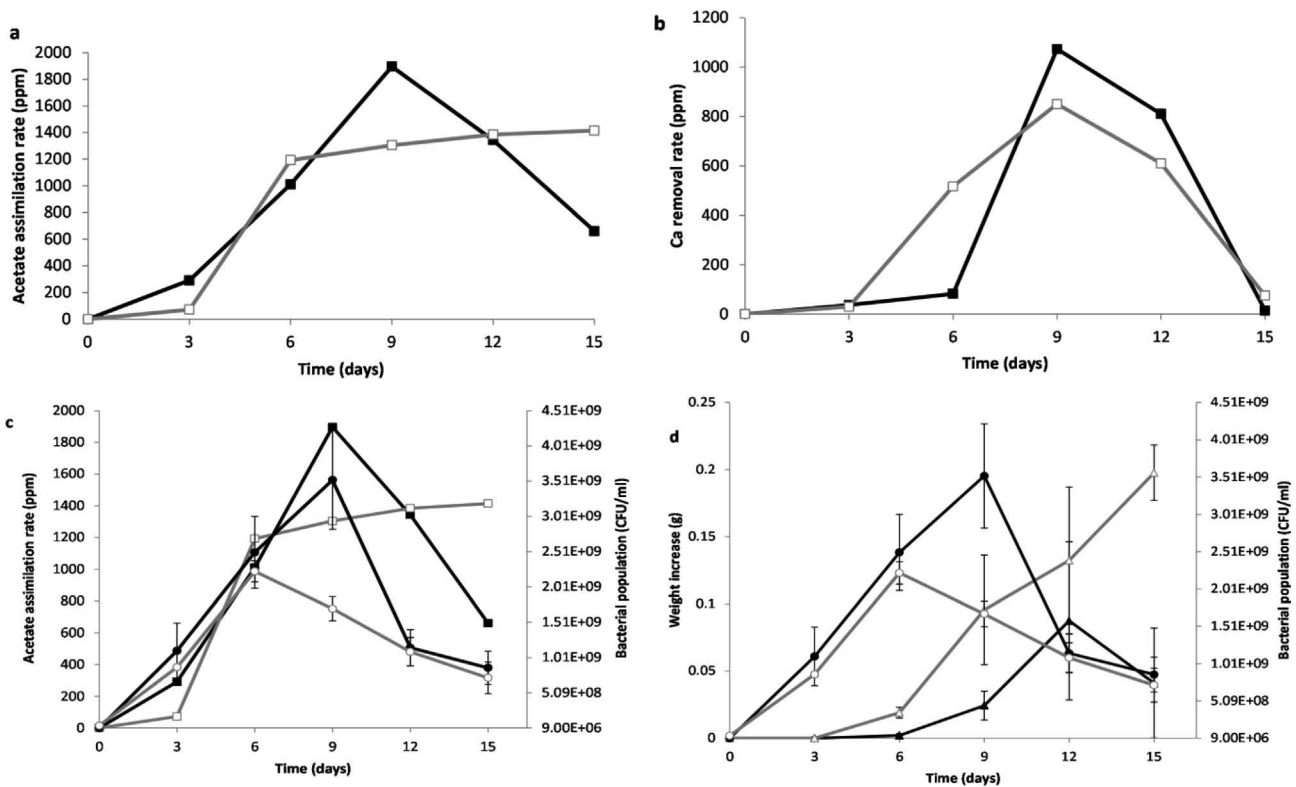 a
Acetate assimilation rate (ppm)
2000
1800
1600
1400
1200
1000
800
600
400
200
0
0 3 6 9 12 15
Time (days)
b
Ca removal rate (ppm)
1200
1000
800
600
400
200
0
0 3 6 9 12 15
Time (days)
c
Acetate assimilation rate (ppm)
2000
1800
1600
1400
1200
1000
800
600
400
200
0
4.51E+09
4.01E+09
3.51E+09
3.01E+09
2.51E+09
2.01E+09
1.51E+09
1.01E+09
5.09E+08
9.00E+06
Bacterial population (CFU/ml)
0 3 6 9 12 15
Time (days)
d
Weight increase (g)
0.25
0.2
0.15
0.1
0.05
0
4.51E+09
4.01E+09
3.51E+09
3.01E+09
2.51E+09
2.01E+09
1.51E+09
1.01E+09
5.09E+08
9.00E+06
Bacterial population (CFU/ml)
0 3 6 9 12 15
Time (days)